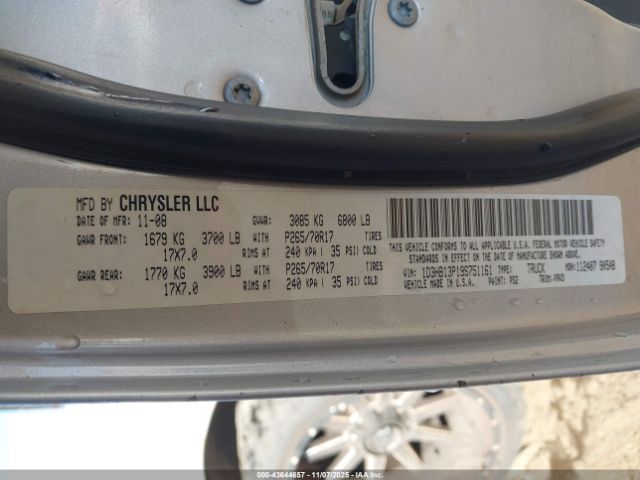 MFD BY CHRYSLER LLC
DATE OF MFR: 11-08 GVWR: 3085 KG 6800 LB
GAWR FRONT: 1679 KG 3700 LB WITH P265/70R17 TIRES
17X7.0 RIMS AT 240 KPA ( 35 PSI) COLD
GAWR REAR: 1770 KG 3900 LB WITH P265/70R17 TIRES
17X7.0 RIMS AT 240 KPA ( 35 PSI) COLD
THIS VEHICLE CONFORMS TO ALL APPLICABLE U.S.A. FEDERAL MOTOR VEHICLE SAFETY
STANDARDS IN EFFECT ON THE DATE OF MANUFACTURE SHOWN ABOVE.
VIN: 1D3HB13P19S751161 TYPE: TRUCK MDH: 112407 905AB
VEHICLE MADE IN U.S.A. PAINT: PS2 TRIM:
000-43644657 | 11/07/2025 - IAA Inc.